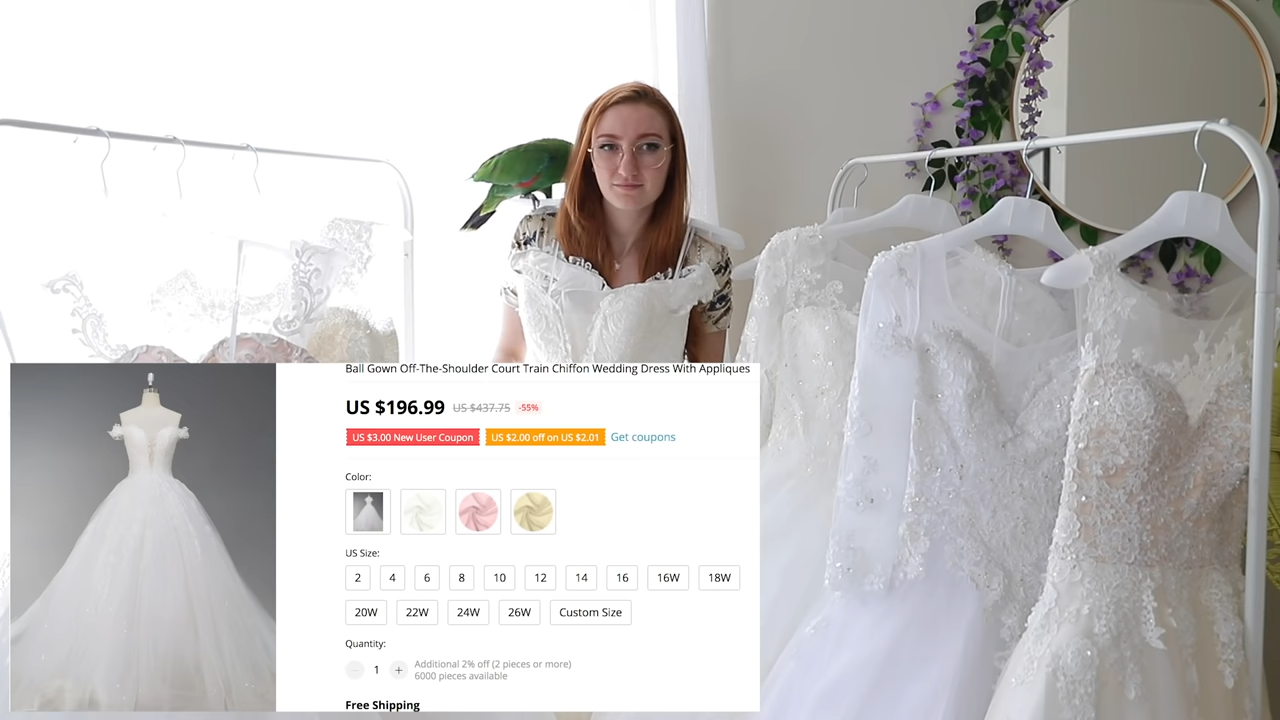 Ball Gown Off-The-Shoulder Court Train Chiffon Wedding Dress With Appliques
US $196.99 US $437.75 -55%
US $3.00 New User Coupon US $2.00 off on US $2.01 Get coupons
Color:
US Size:
2 4 6 8 10 12 14 16 16W 18W
20W 22W 24W 26W Custom Size
Quantity:
− 1 + Additional 2% off (2 pieces or more)
6000 pieces available
Free Shipping